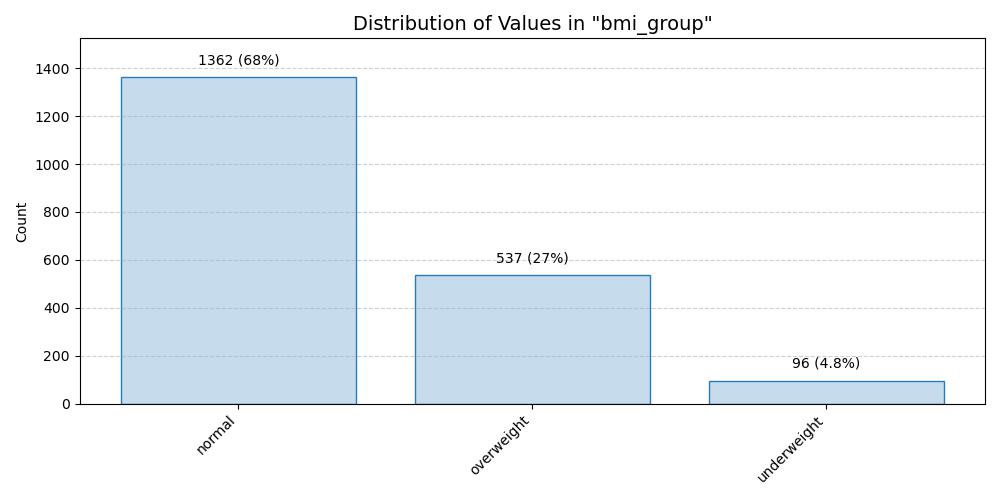 Distribution of Values in "bmi_group"
Count
1400
1200
1000
800
600
400
200
0
1362 (68%)
537 (27%)
96 (4.8%)
normal
overweight
underweight